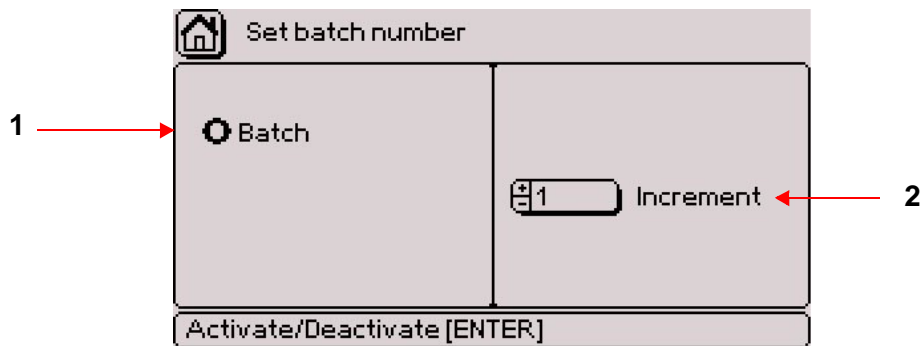 Set batch number
1
Batch
1 Increment
2
Activate/Deactivate [ENTER]